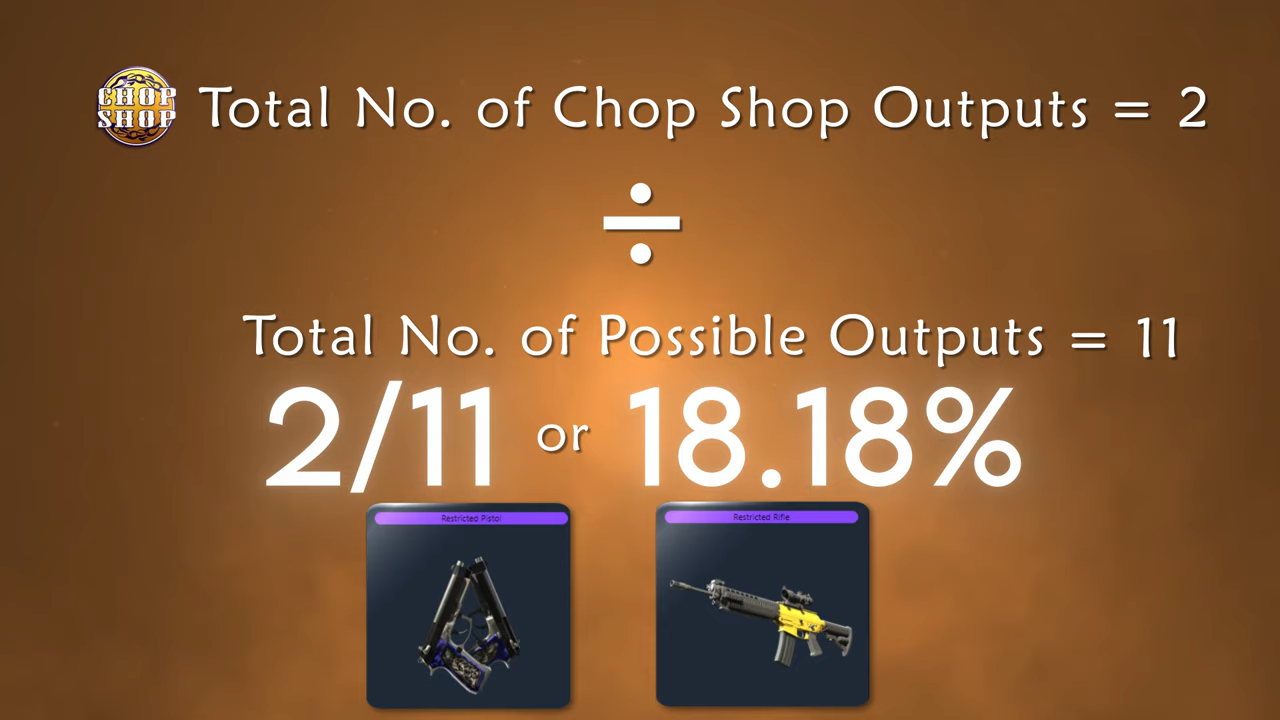 CHOP
SHOP
Total No. of Chop Shop Outputs = 2
÷
Total No. of Possible Outputs = 11
2/11 or 18.18%
Restricted Pistol
Restricted Rifle